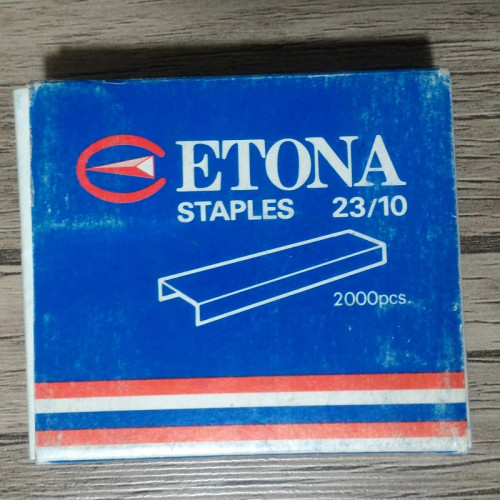 ETONA
STAPLES 23/10
2000pcs.